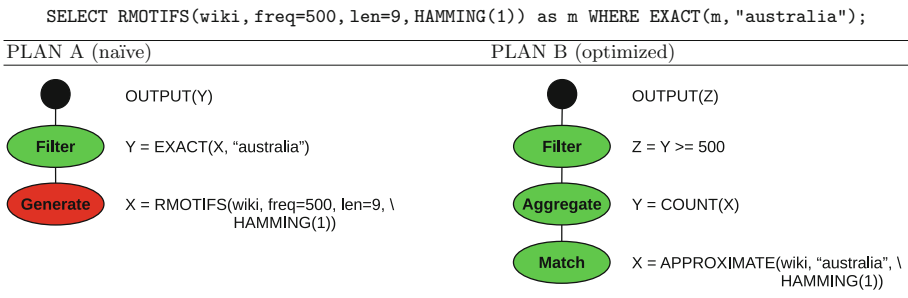 SELECT RMOTIFS(wiki, freq=500, len=9, HAMMING(1)) as m WHERE EXACT(m, "australia");
PLAN A (naïve)
OUTPUT(Y)
Filter
Y = EXACT(X, “australia”)
Generate
X = RMOTIFS(wiki, freq=500, len=9, \
HAMMING(1))
PLAN B (optimized)
OUTPUT(Z)
Filter
Z = Y >= 500
Aggregate
Y = COUNT(X)
Match
X = APPROXIMATE(wiki, “australia”, \
HAMMING(1))